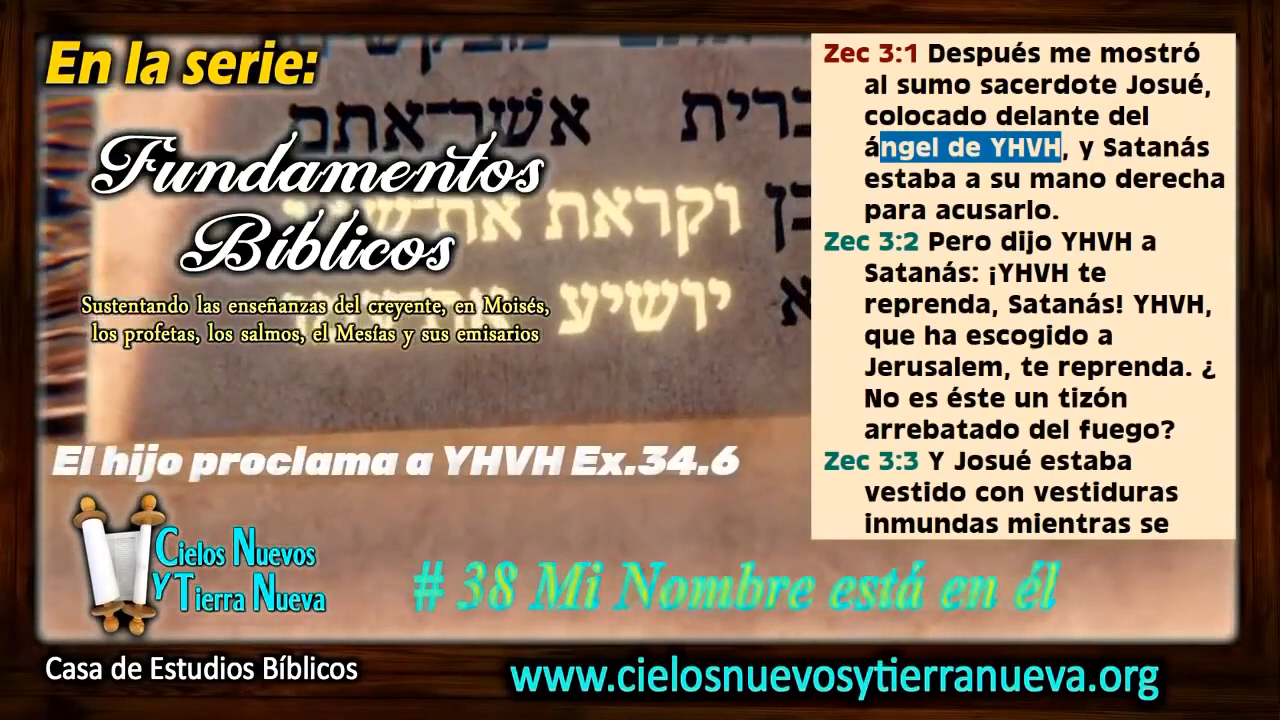 En la serie:
Fundamentos
Bíblicos
Sustentando las enseñanzas del creyente, en Moisés,
los profetas, los salmos, el Mesías y sus emisarios
אשר־אתם
ברית
וקראת
יושיע
El hijo proclama a YHVH Ex.34.6
Cielos Nuevos
Y Tierra Nueva
Casa de Estudios Bíblicos
Zec 3:1 Después me mostró
al sumo sacerdote Josué,
colocado delante del
ángel de YHVH, y Satanás
estaba a su mano derecha
para acusarlo.
Zec 3:2 Pero dijo YHVH a
Satanás: ¡YHVH te
reprenda, Satanás! YHVH,
que ha escogido a
Jerusalem, te reprenda. ¿
No es éste un tizón
arrebatado del fuego?
Zec 3:3 Y Josué estaba
vestido con vestiduras
inmundas mientras se
# 38 Mi Nombre está en él
www.cielosnuevosytierranueva.org